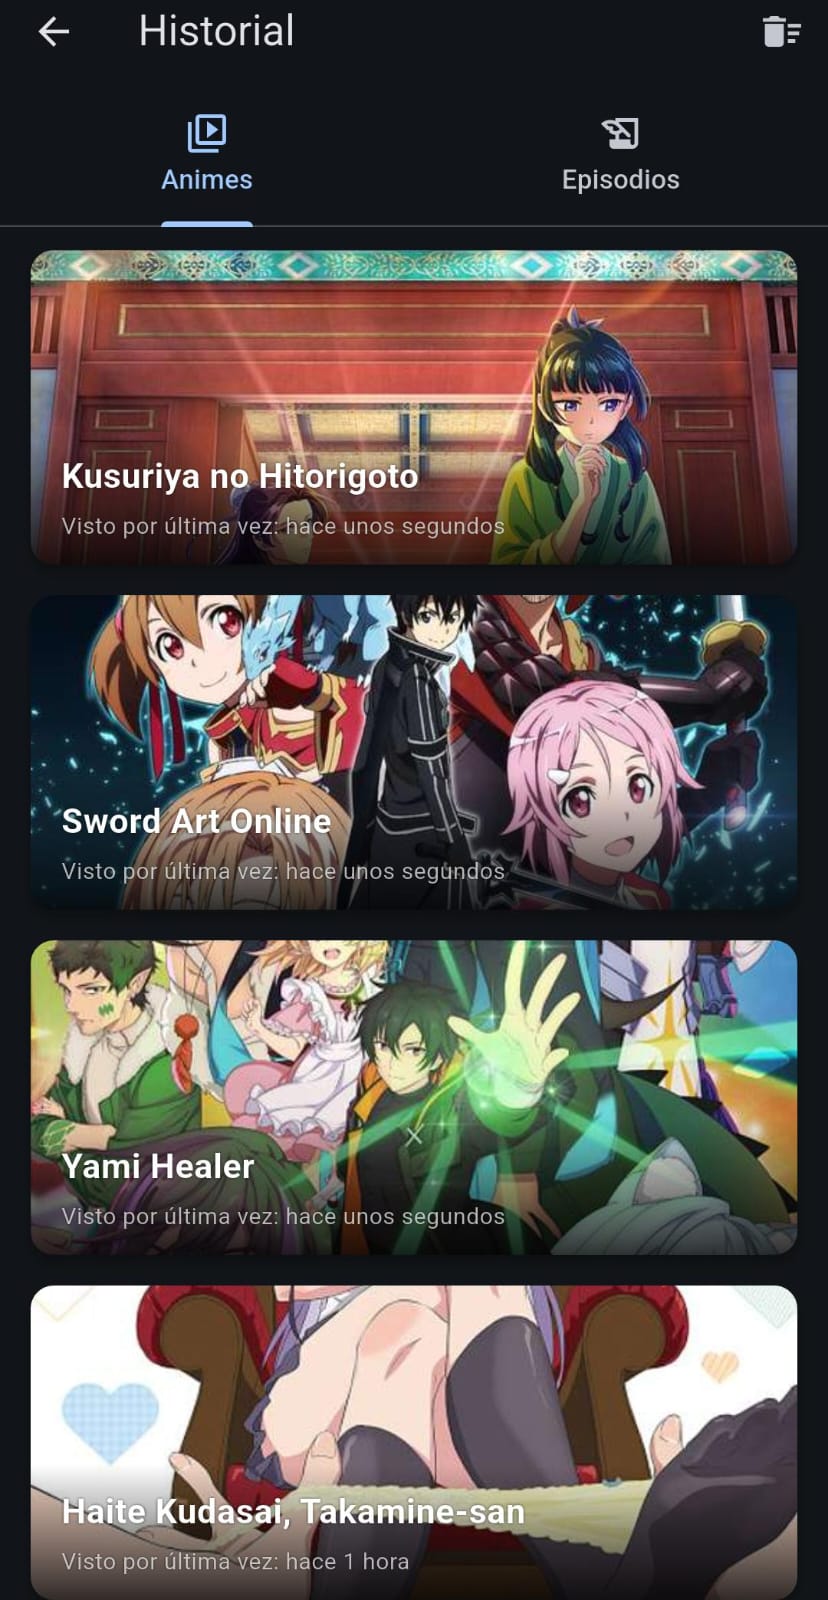 Historial
Animes
Episodios
Kusuriya no Hitorigoto
Visto por última vez: hace unos segundos
Sword Art Online
Visto por última vez: hace unos segundos
Yami Healer
Visto por última vez: hace unos segundos
Haite Kudasai, Takamine-san
Visto por última vez: hace 1 hora